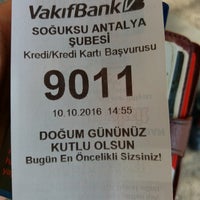 VakıfBank
SOĞUKSU ANTALYA
ŞUBESİ
Kredi/Kredi Kartı Başvurusu
9011
10.10.2016 14:55
DOĞUM GÜNÜNÜZ
KUTLU OLSUN
Bugün En Öncelikli Sizsiniz!